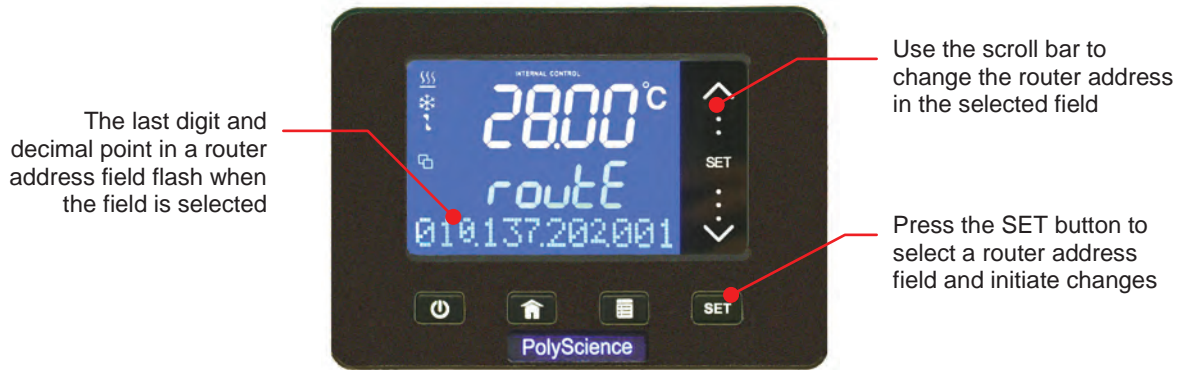 The last digit and
decimal point in a router
address field flash when
the field is selected
INTERNAL CONTROL
28.00°C
routE
010.137.202.001
SET
SET
PolyScience
Use the scroll bar to
change the router address
in the selected field
Press the SET button to
select a router address
field and initiate changes